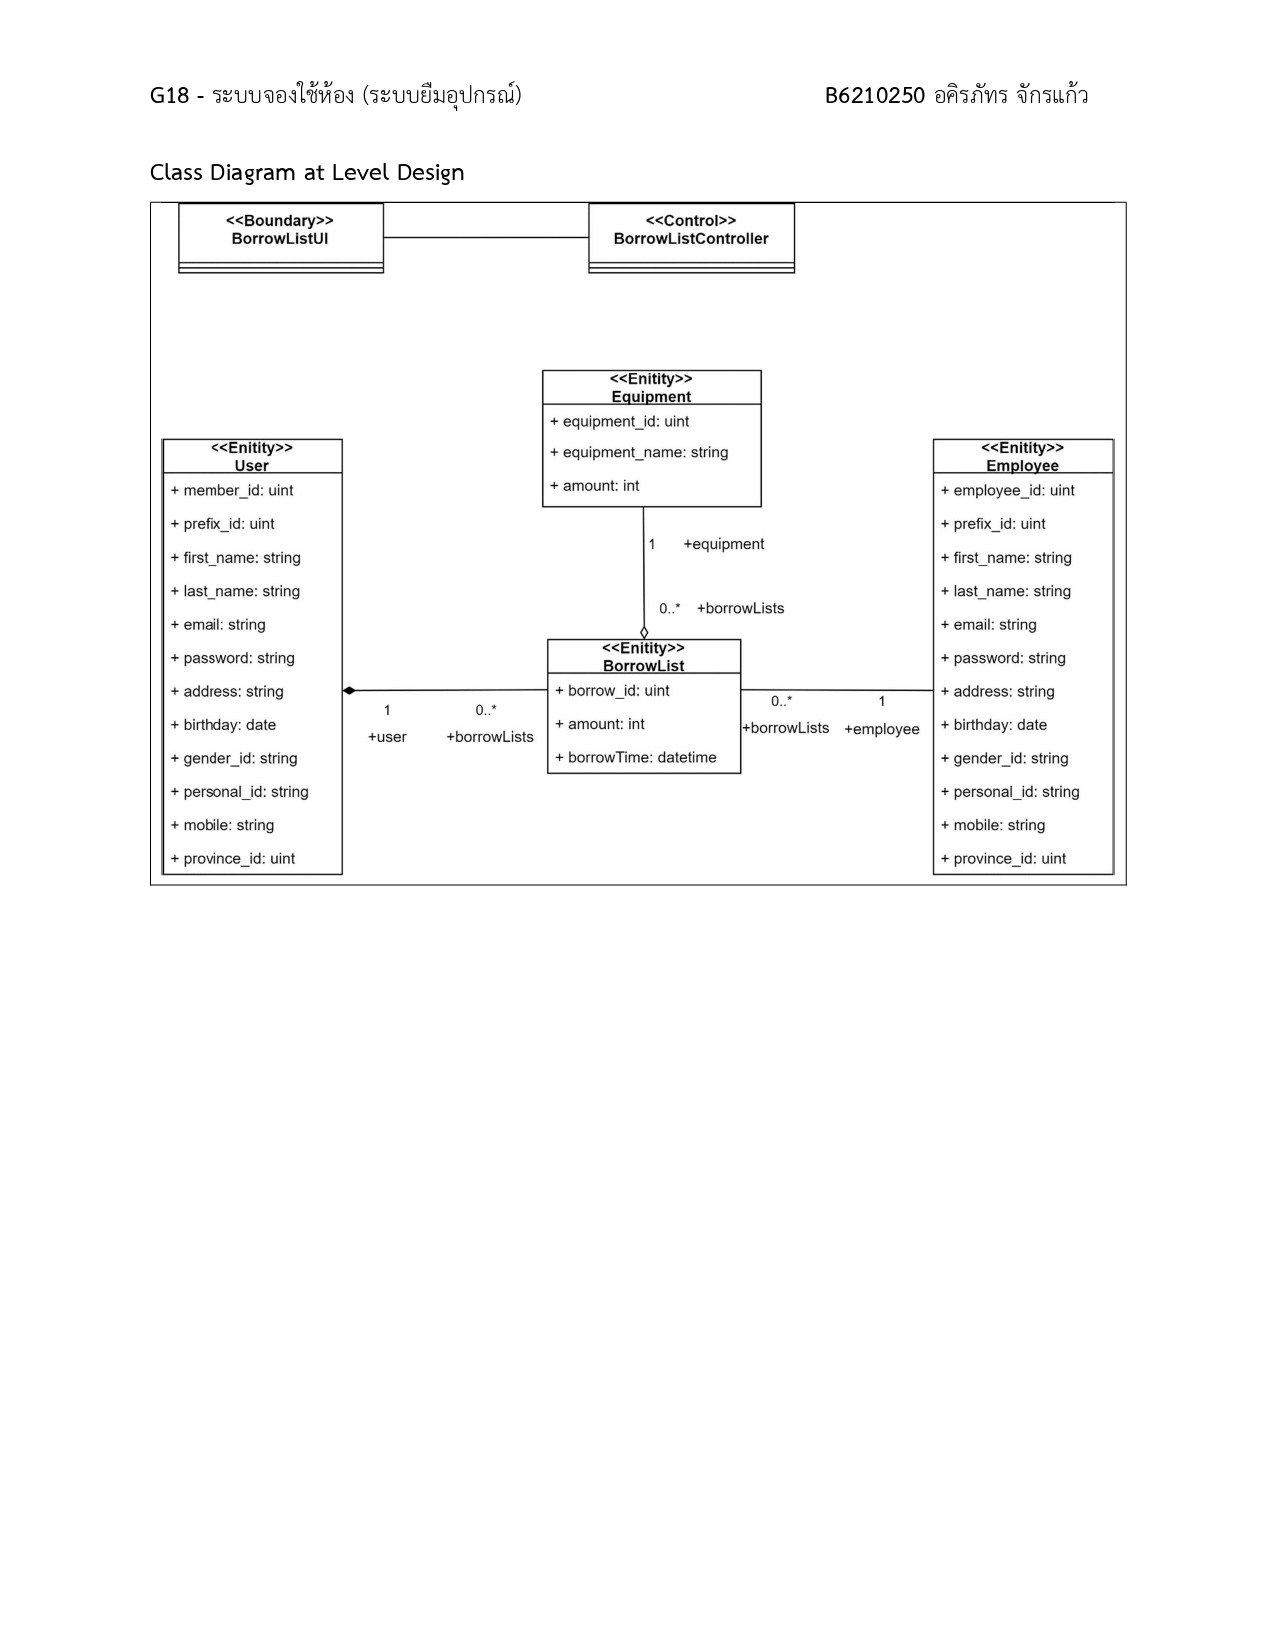 G18 - ระบบจองใช้ห้อง (ระบบยืมอุปกรณ์) B6210250 อคิรภัทร จักรแก้ว
Class Diagram at Level Design
<<Boundary>>
BorrowListUI
<<Control>>
BorrowListController
<<Enitity>>
Equipment
+ equipment_id: uint
+ equipment_name: string
+ amount: int
<<Enitity>>
User
+ member_id: uint
+ prefix_id: uint
+ first_name: string
+ last_name: string
+ email: string
+ password: string
+ address: string
+ birthday: date
+ gender_id: string
+ personal_id: string
+ mobile: string
+ province_id: uint
1 +equipment
0..* +borrowLists
<<Enitity>>
BorrowList
+ borrow_id: uint
+ amount: int
+ borrowTime: datetime
1 0..*
+user +borrowLists
0..* 1
+borrowLists +employee
<<Enitity>>
Employee
+ employee_id: uint
+ prefix_id: uint
+ first_name: string
+ last_name: string
+ email: string
+ password: string
+ address: string
+ birthday: date
+ gender_id: string
+ personal_id: string
+ mobile: string
+ province_id: uint